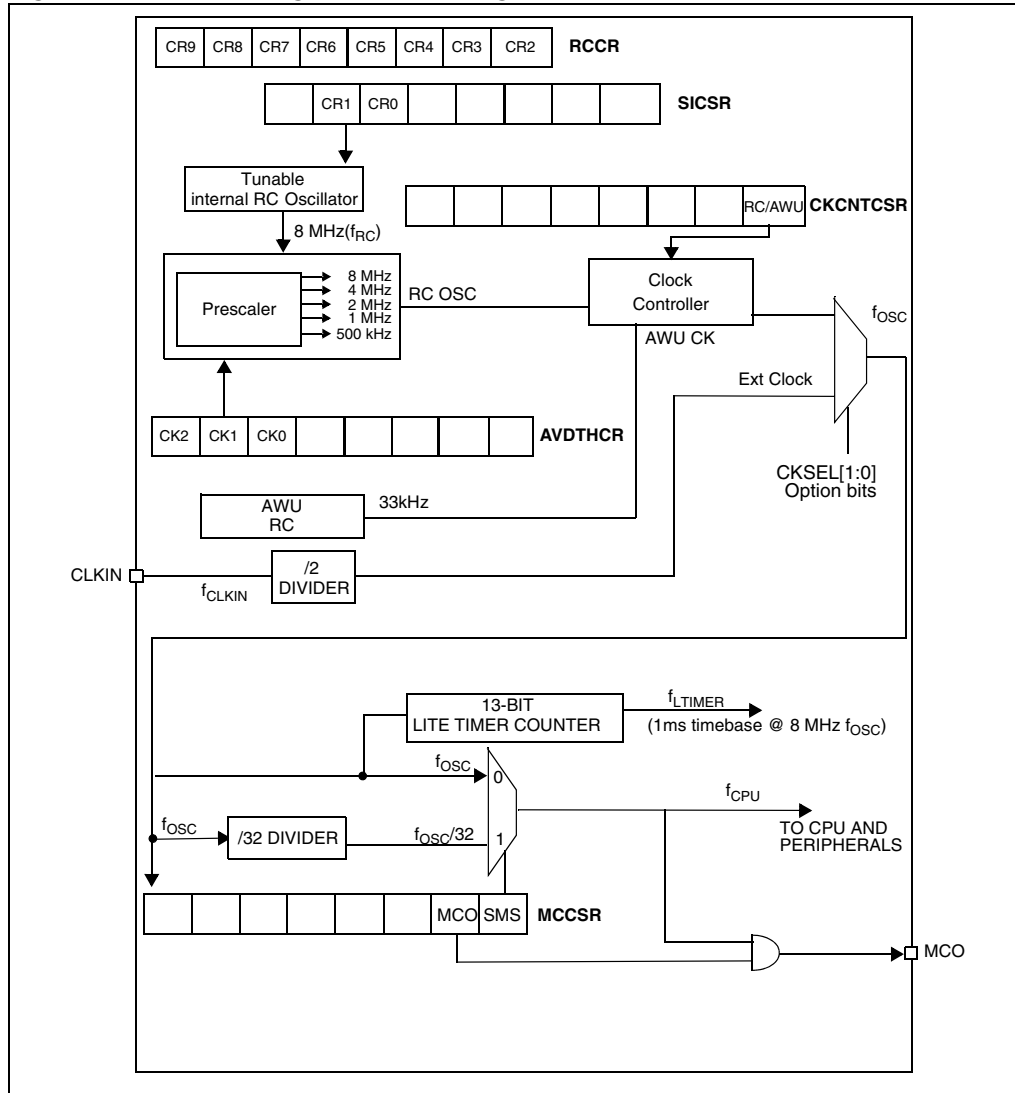 CR9 CR8 CR7 CR6 CR5 CR4 CR3 CR2 RCCR
CR1 CR0 SICSR
Tunable
internal RC Oscillator
RC/AWU CKCNTCSR
8 MHz(fRC)
Prescaler
8 MHz
4 MHz
2 MHz
1 MHz
500 kHz
RC OSC
Clock
Controller
fOSC
AWU CK
Ext Clock
CK2 CK1 CK0 AVDTHCR
CKSEL[1:0]
Option bits
AWU
RC
33kHz
CLKIN
fCLKIN
/2
DIVIDER
13-BIT
LITE TIMER COUNTER
fLTIMER
(1ms timebase @ 8 MHz fOSC)
fOSC
0
fCPU
TO CPU AND
PERIPHERALS
fOSC
/32 DIVIDER
fOSC/32
1
MCO SMS MCCSR
MCO